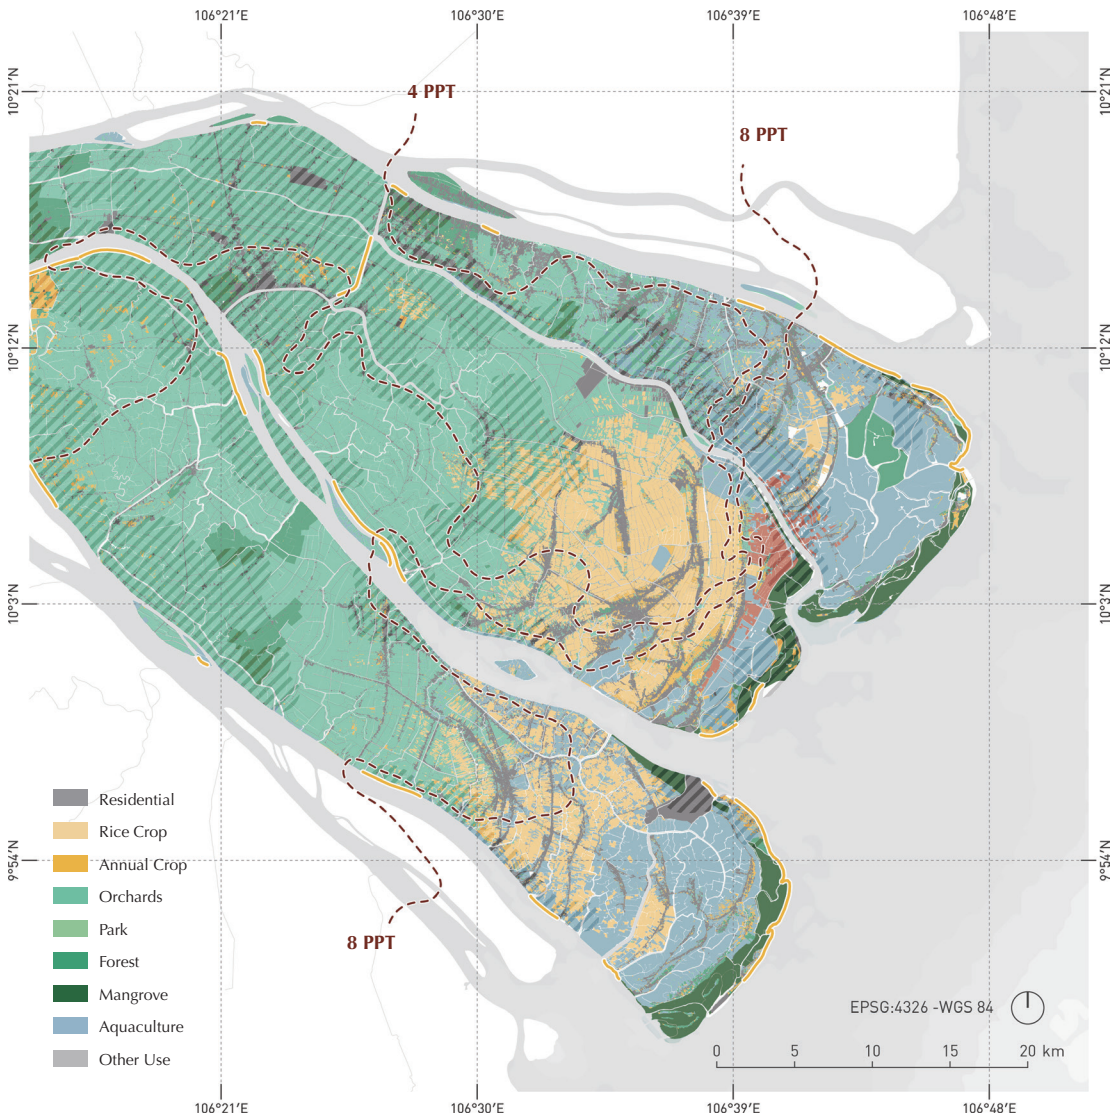 106°21′E
106°30′E
106°39′E
106°48′E
10°21′N
10°21′N
4 PPT
8 PPT
10°12′N
10°12′N
10°3′N
10°3′N
Residential
Rice Crop
Annual Crop
Orchards
Park
Forest
Mangrove
Aquaculture
Other Use
9°54′N
9°54′N
8 PPT
EPSG:4326 -WGS 84
0 5 10 15 20 km
106°21′E
106°30′E
106°39′E
106°48′E